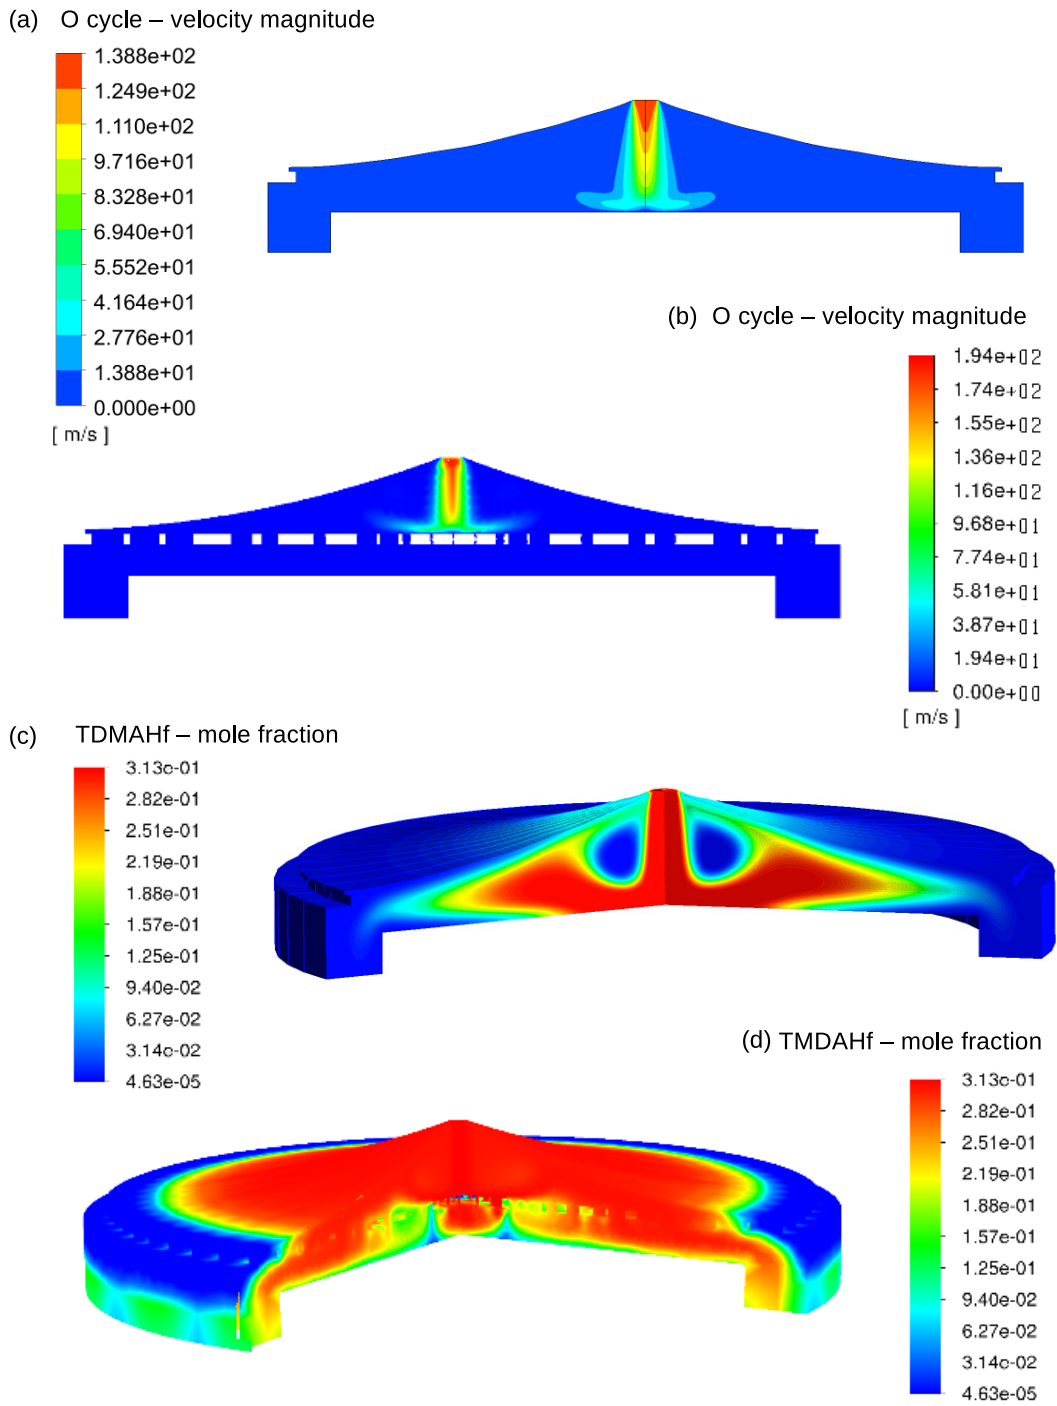 (a) O cycle – velocity magnitude
1.388e+02
1.249e+02
1.110e+02
9.716e+01
8.328e+01
6.940e+01
5.552e+01
4.164e+01
2.776e+01
1.388e+01
0.000e+00
[ m/s ]
(b) O cycle – velocity magnitude
1.94e+02
1.74e+02
1.55e+02
1.36e+02
1.16e+02
9.68e+01
7.74e+01
5.81e+01
3.87e+01
1.94e+01
0.00e+00
[ m/s ]
(c) TDMAHf – mole fraction
3.13e-01
2.82e-01
2.51e-01
2.19e-01
1.88e-01
1.57e-01
1.25e-01
9.40e-02
6.27e-02
3.14e-02
4.63e-05
(d) TMDAHf – mole fraction
3.13e-01
2.82e-01
2.51e-01
2.19e-01
1.88e-01
1.57e-01
1.25e-01
9.40e-02
6.27e-02
3.14e-02
4.63e-05